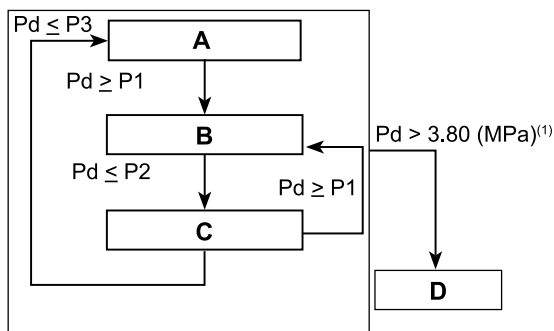 Pd ≤ P3
A
Pd ≥ P1
B
Pd > 3.80 (MPa)⁽¹⁾
Pd ≤ P2
Pd ≥ P1
C
D